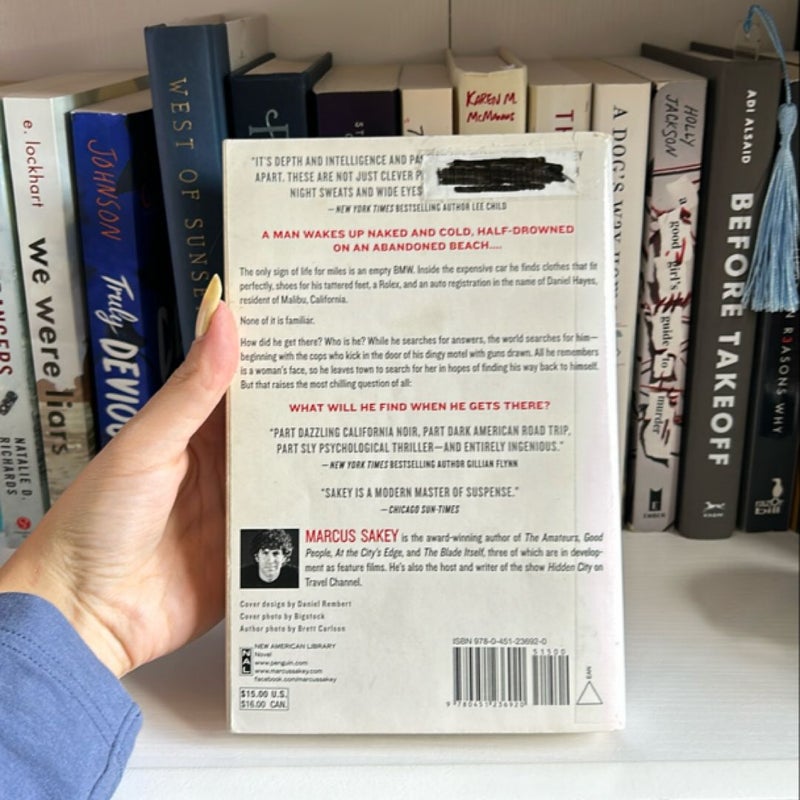 e. lockhart
we were liars
JOHNSON
Truly DEVIOU
WEST OF SUNSE
KAREN M.
McMANUS
A DOG'S WAY HOME
HOLLY
JACKSON
a good girl's guide to murder
ADI ALSAID
BEFORE TAKEOFF
REASONS WHY
razOr
bill
NATALIE D.
RICHARDS
EMBER
KNOPF
"IT'S DEPTH AND INTELLIGENCE AND
APART. THESE ARE NOT JUST CLEVER
NIGHT SWEATS AND WIDE EYES
—NEW YORK TIMES BESTSELLING AUTHOR LEE CHILD
A MAN WAKES UP NAKED AND COLD, HALF-DROWNED
ON AN ABANDONED BEACH....
The only sign of life for miles is an empty BMW. Inside the expensive car he finds clothes that fit
perfectly, shoes for his tattered feet, a Rolex, and an auto registration in the name of Daniel Hayes,
resident of Malibu, California.
None of it is familiar.
How did he get there? Who is he? While he searches for answers, the world searches for him—
beginning with the cops who kick in the door of his dingy motel with guns drawn. All he remembers
is a woman's face, so he leaves town to search for her in hopes of finding his way back to himself.
But that raises the most chilling question of all:
WHAT WILL HE FIND WHEN HE GETS THERE?
"PART DAZZLING CALIFORNIA NOIR, PART DARK AMERICAN ROAD TRIP,
PART SLY PSYCHOLOGICAL THRILLER—AND ENTIRELY INGENIOUS."
—NEW YORK TIMES BESTSELLING AUTHOR GILLIAN FLYNN
"SAKEY IS A MODERN MASTER OF SUSPENSE."
—CHICAGO SUN-TIMES
MARCUS SAKEY is the award-winning author of The Amateurs, Good
People, At the City's Edge, and The Blade Itself, three of which are in develop-
ment as feature films. He's also the host and writer of the show Hidden City on
Travel Channel.
Cover design by Daniel Rembert
Cover photo by Bigstock
Author photo by Brett Carlson
NAL
NEW AMERICAN LIBRARY
Novel
www.penguin.com
www.marcussakey.com
facebook.com/marcussakey
$15.00 U.S.
$16.00 CAN.
ISBN 978-0-451-23692-0
51500
9 780451 236920
EAN